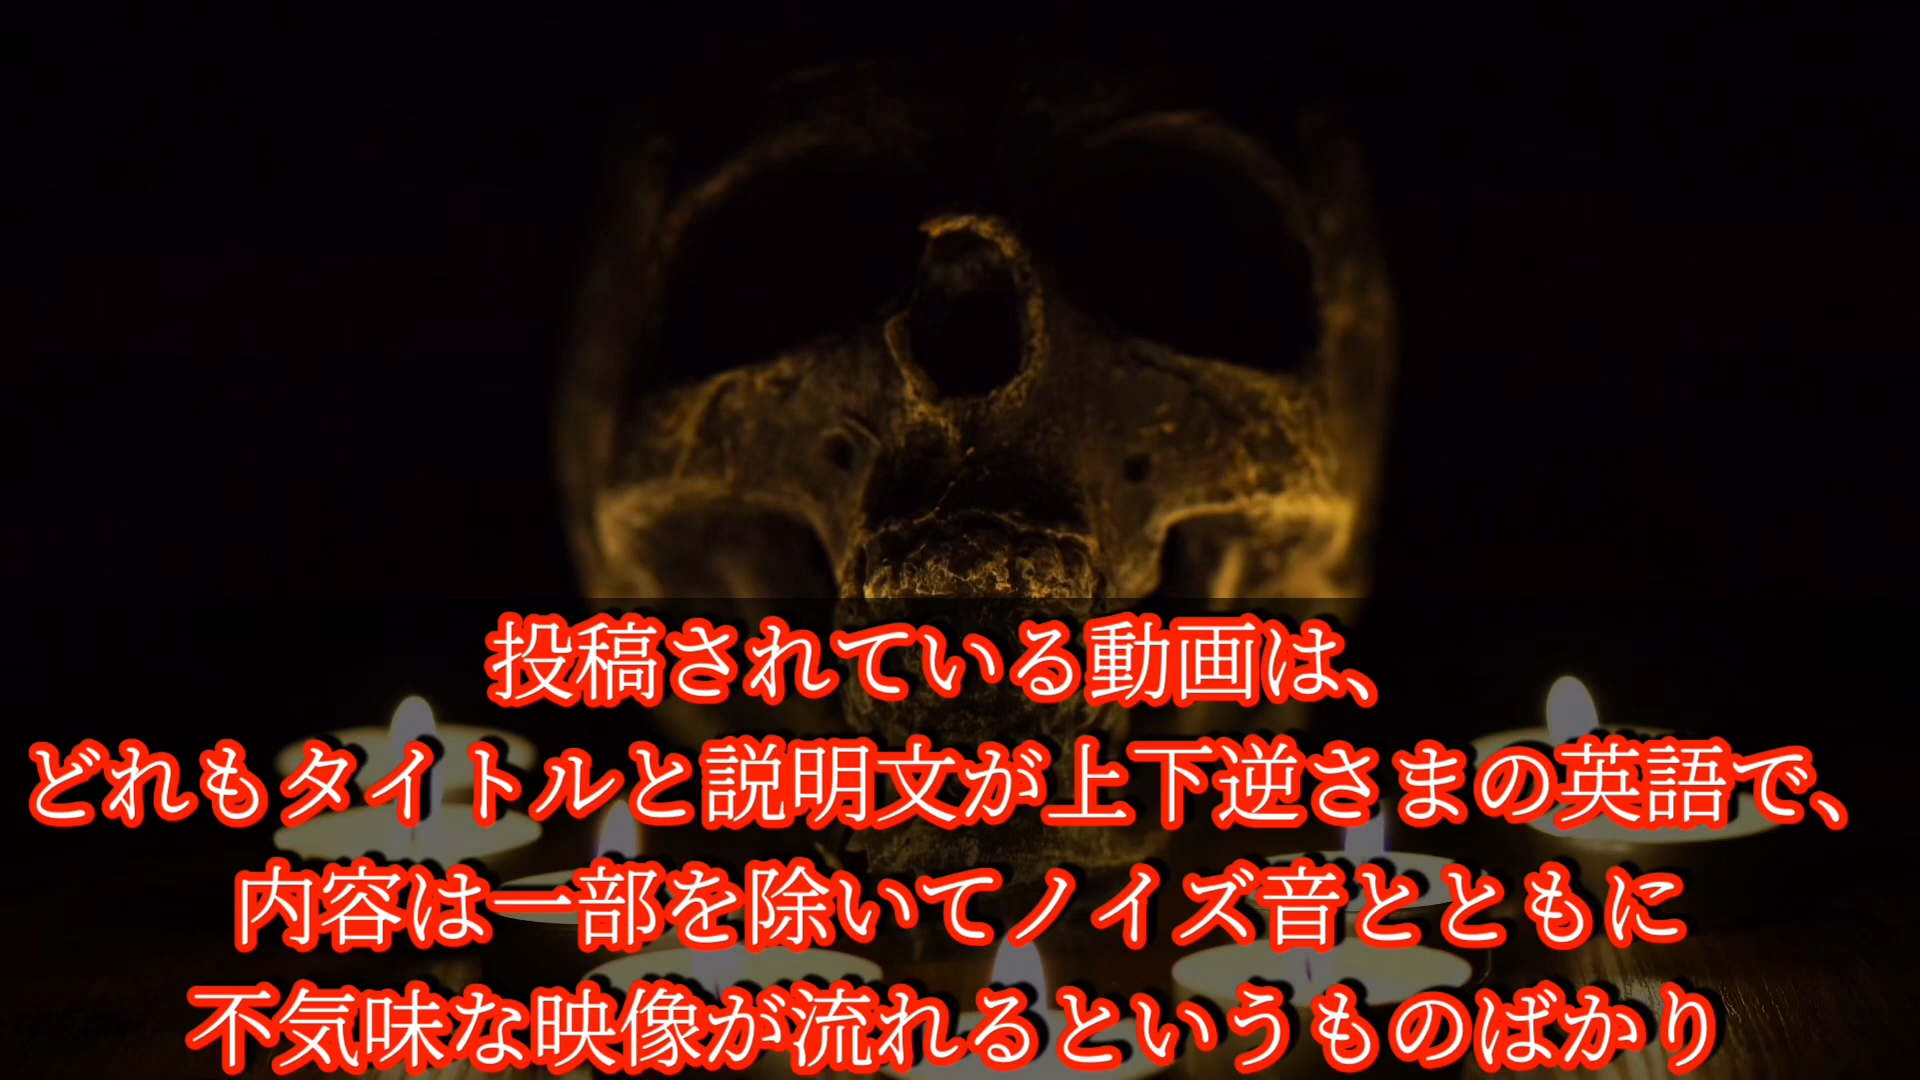 投稿されている動画は、
どれもタイトルと説明文が上下逆さまの英語で、
内容は一部を除いてノイズ音とともに
不気味な映像が流れるというものばかり